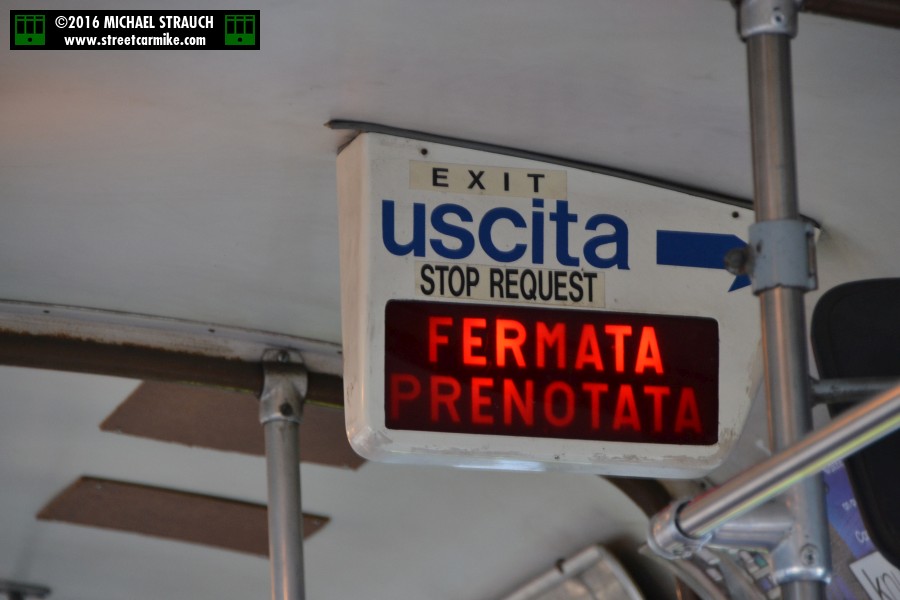 ©2016 MICHAEL STRAUCH
www.streetcarmike.com
EXIT
uscita
STOP REQUEST
FERMATA
PRENOTATA